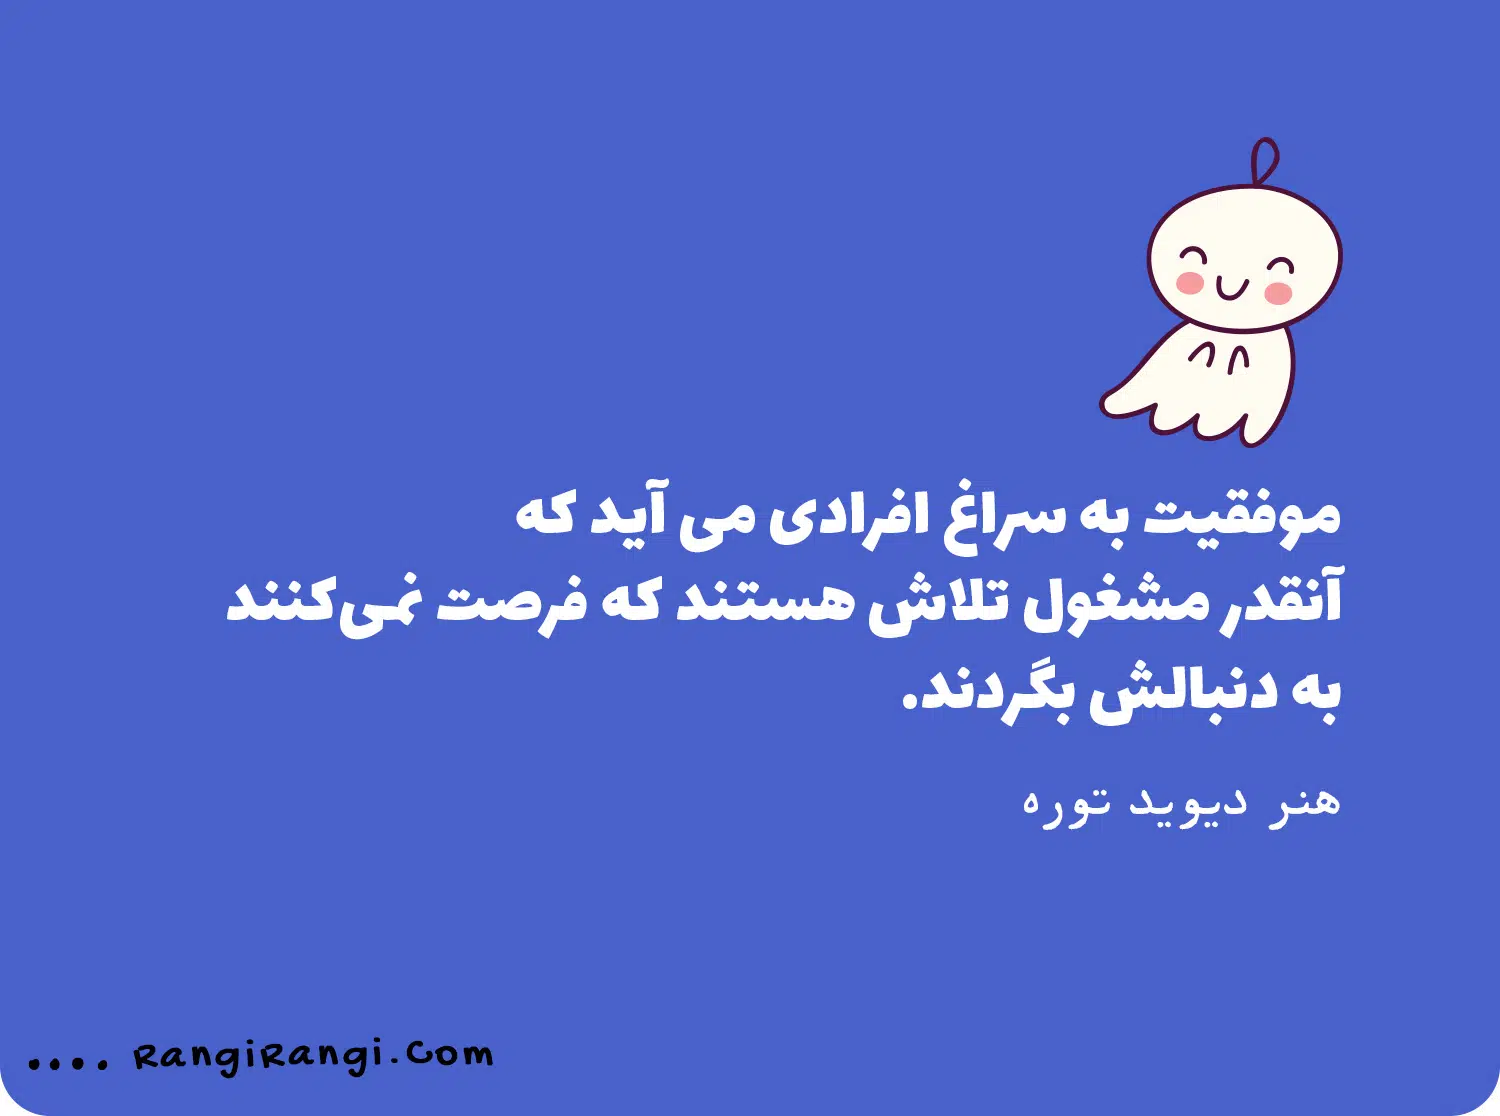 موفقیت به سراغ افرادی می آید که
آنقدر مشغول تلاش هستند که فرصت نمی‌کنند
به دنبالش بگردند.
هنر دیوید توره
.... RangiRangi.Com